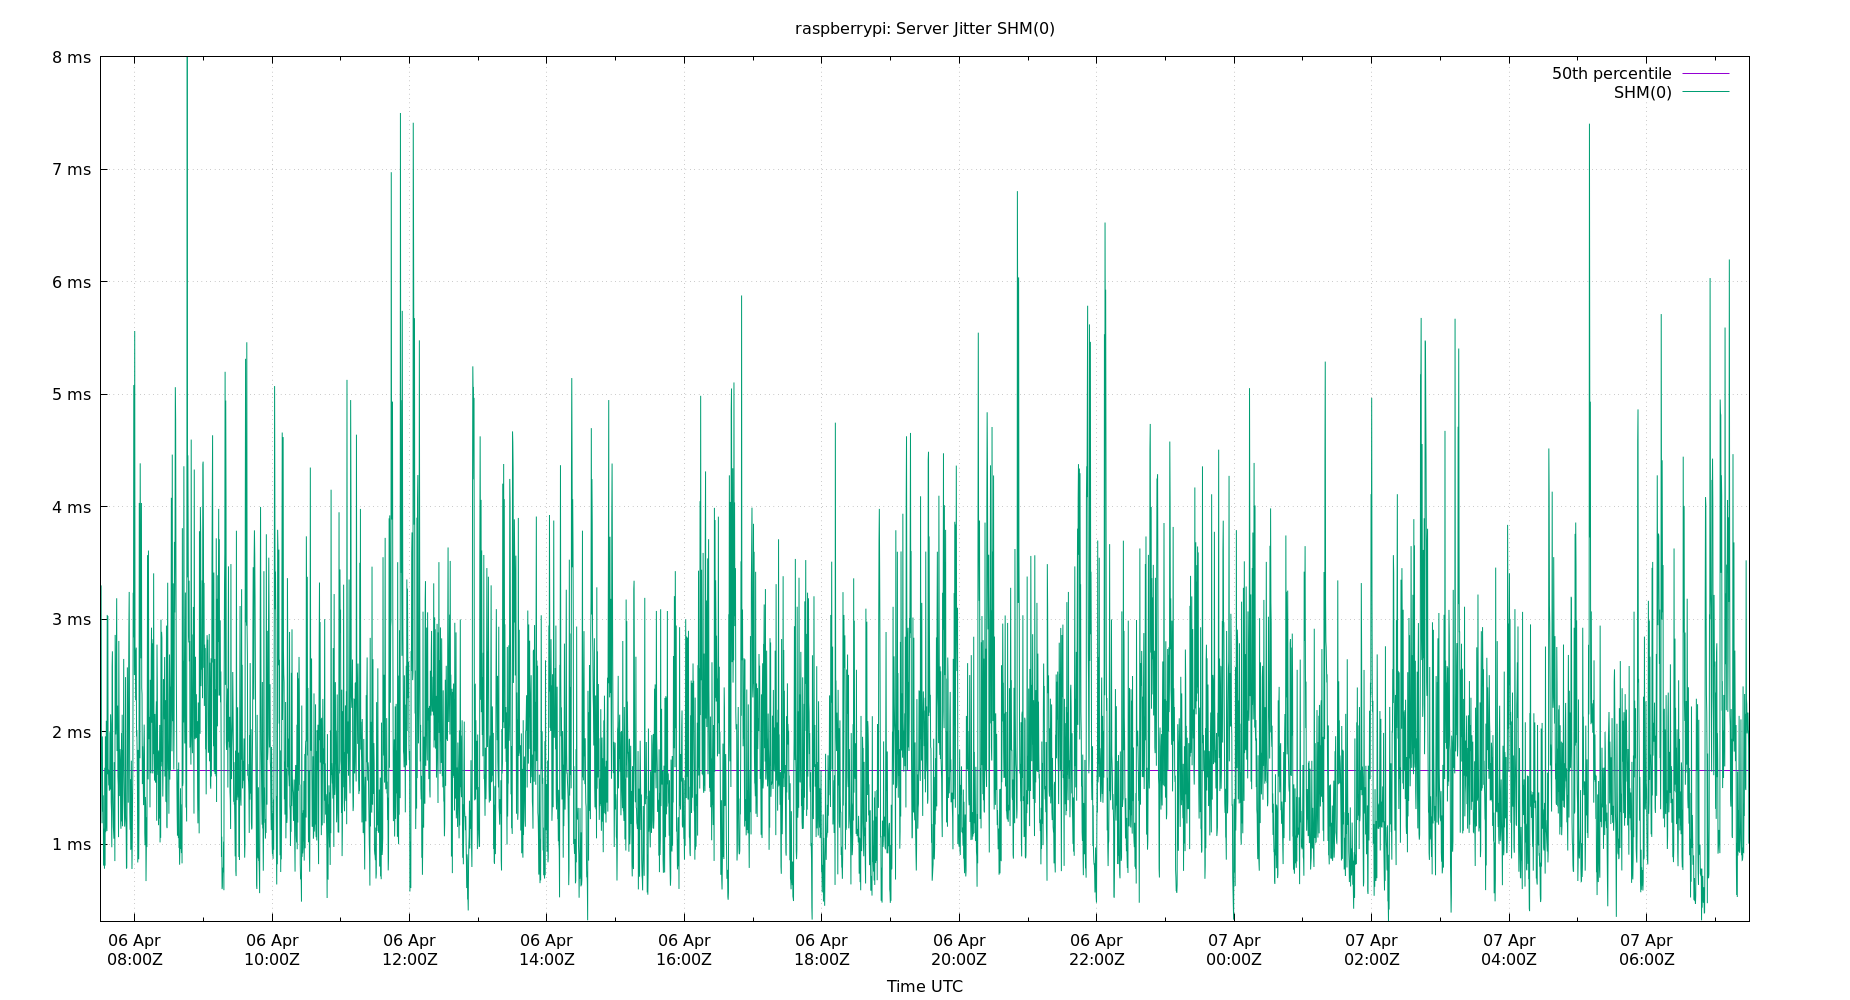 raspberrypi: Server Jitter SHM(0)
8 ms
7 ms
6 ms
5 ms
4 ms
3 ms
2 ms
1 ms
50th percentile
SHM(0)
06 Apr 06 Apr 06 Apr 06 Apr 06 Apr 06 Apr 06 Apr 06 Apr 07 Apr 07 Apr 07 Apr 07 Apr
08:00Z 10:00Z 12:00Z 14:00Z 16:00Z 18:00Z 20:00Z 22:00Z 00:00Z 02:00Z 04:00Z 06:00Z
Time UTC